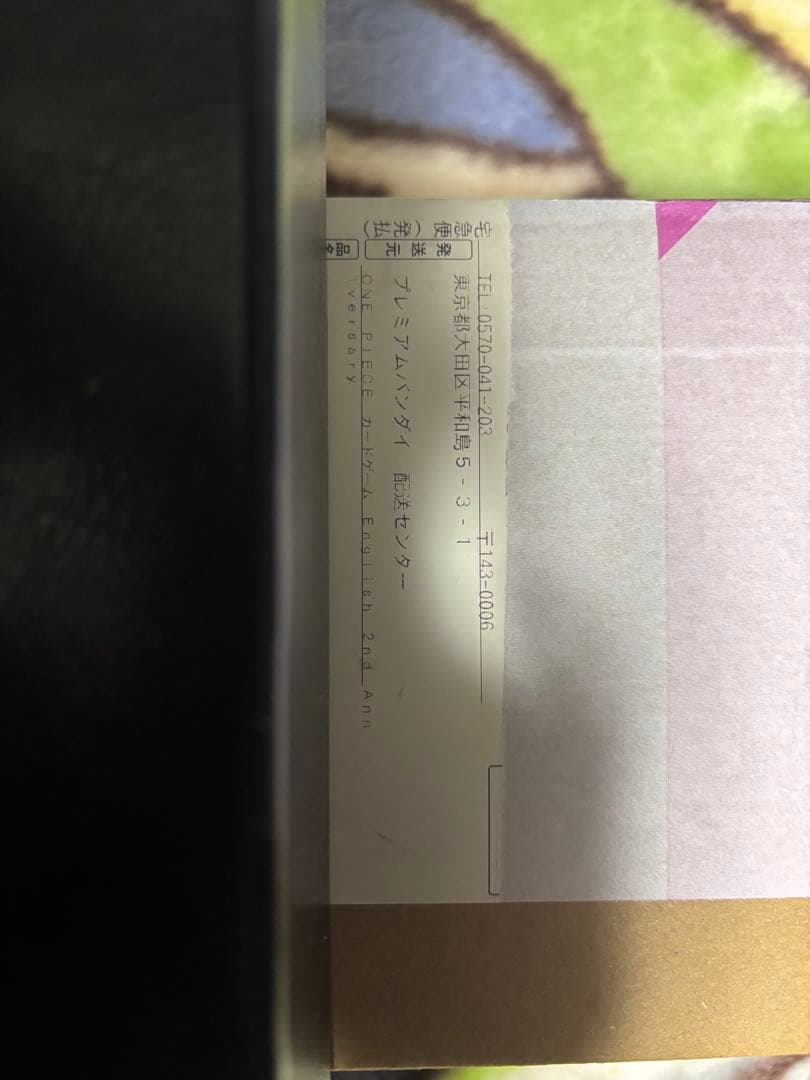 宅急便(発払)
発送元
TEL:0570-041-203 〒143-0006
東京都大田区平和島5-3-1
プレミアムバンダイ 配送センター
品名
ONE PIECE カードゲーム English 2nd Ann
iversary